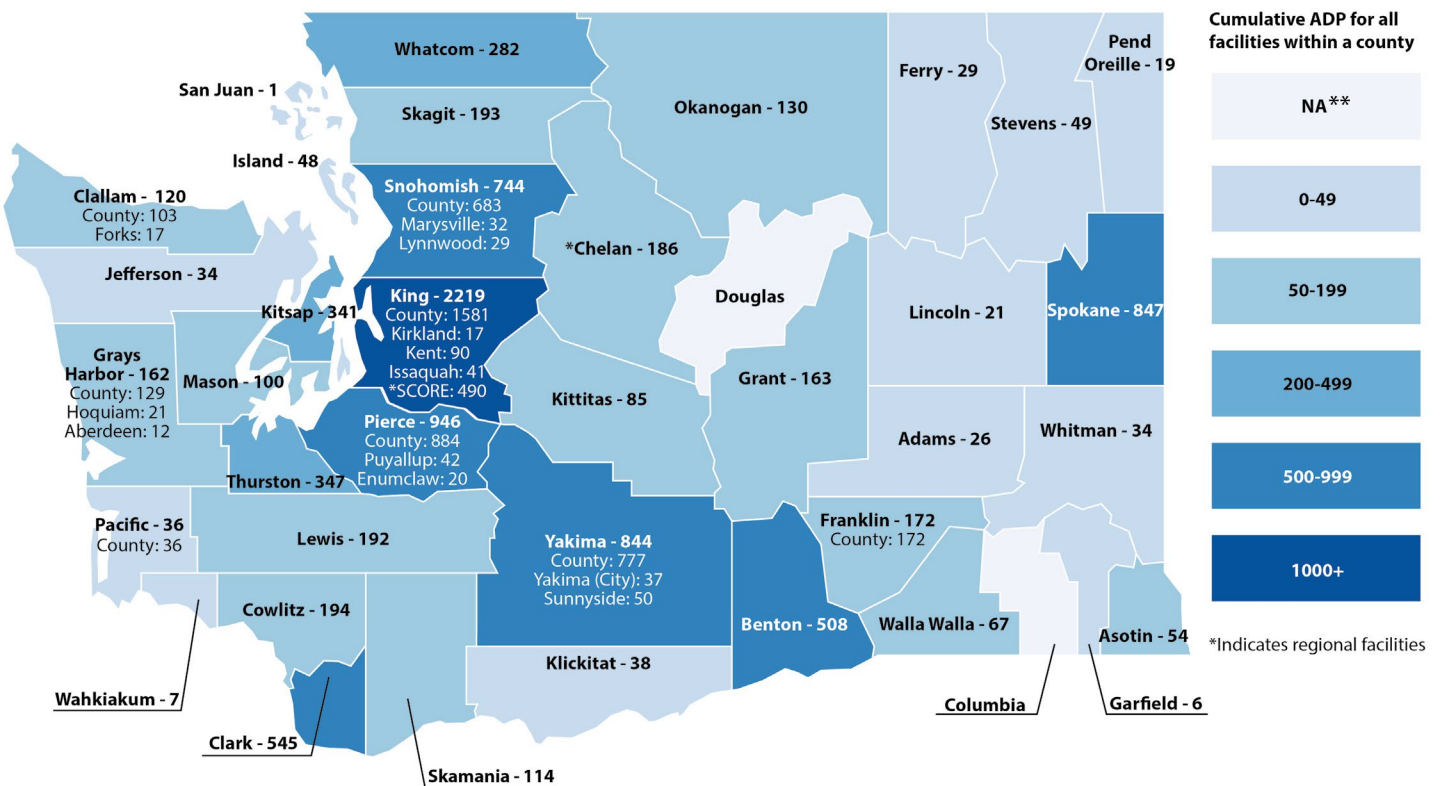 Whatcom - 282
San Juan - 1
Skagit - 193
Island - 48
Okanogan - 130
Ferry - 29
Pend
Oreille - 19
Stevens - 49
Clallam - 120
County: 103
Forks: 17
Snohomish - 744
County: 683
Marysville: 32
Lynnwood: 29
*Chelan - 186
Jefferson - 34
Kitsap - 341
King - 2219
County: 1581
Kirkland: 17
Kent: 90
Issaquah: 41
*SCORE: 490
Douglas
Lincoln - 21
Spokane - 847
Grays
Harbor - 162
County: 129
Hoquiam: 21
Aberdeen: 12
Mason - 100
Kittitas - 85
Grant - 163
Pierce - 946
County: 884
Puyallup: 42
Enumclaw: 20
Adams - 26
Whitman - 34
Thurston - 347
Pacific - 36
County: 36
Lewis - 192
Yakima - 844
County: 777
Yakima (City): 37
Sunnyside: 50
Franklin - 172
County: 172
Cowlitz - 194
Benton - 508
Walla Walla - 67
Asotin - 54
Klickitat - 38
Wahkiakum - 7
Columbia
Garfield - 6
Clark - 545
Skamania - 114
Cumulative ADP for all
facilities within a county
NA**
0-49
50-199
200-499
500-999
1000+
*Indicates regional facilities